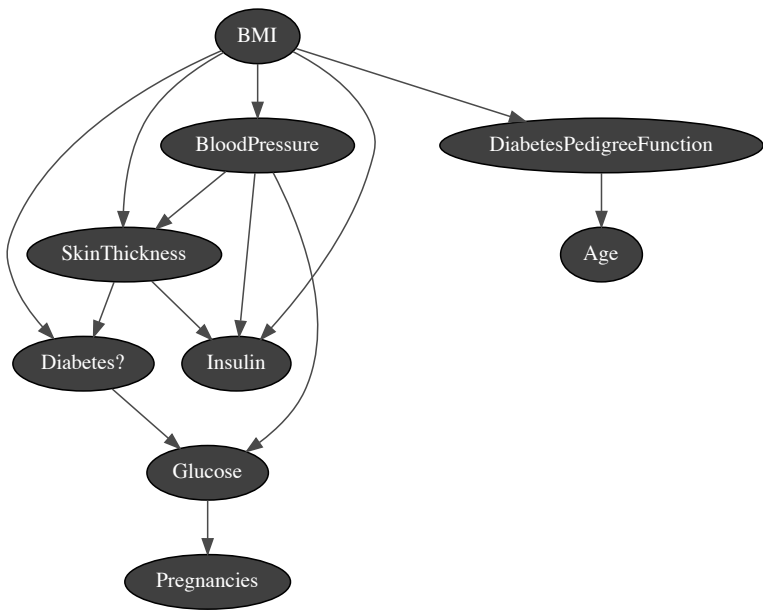 BMI
BloodPressure
DiabetesPedigreeFunction
SkinThickness
Age
Diabetes?
Insulin
Glucose
Pregnancies